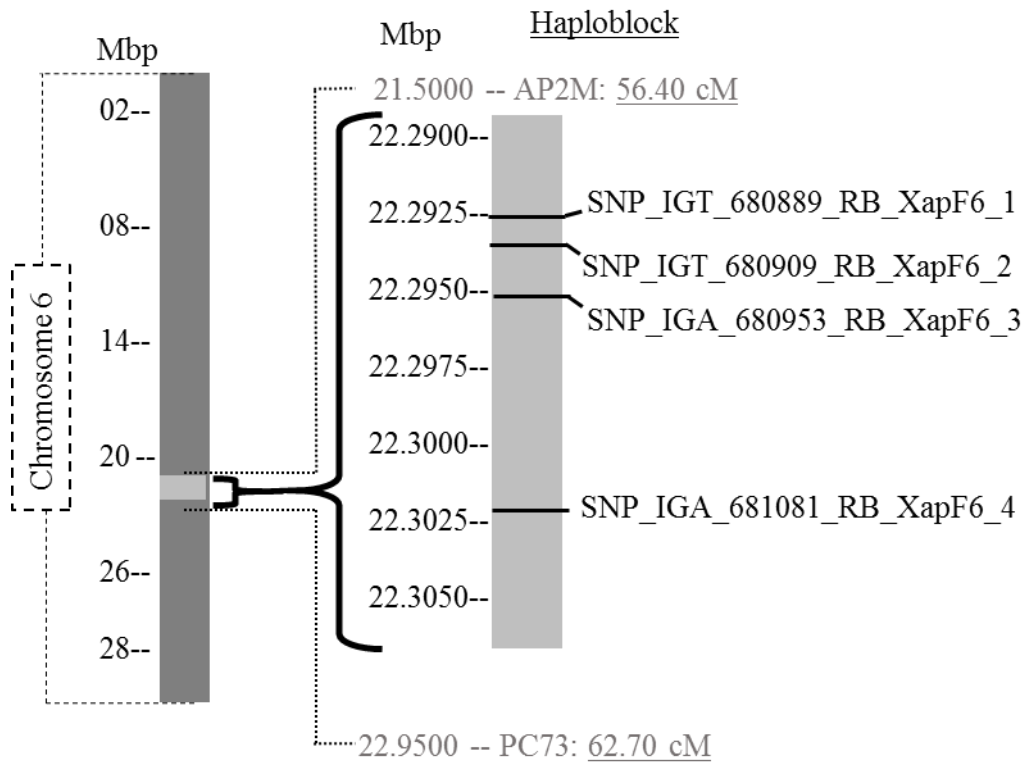 Haploblock
Mbp
Mbp
21.5000 -- AP2M: 56.40 cM
02--
22.2900--
SNP_IGT_680889_RB_XapF6_1
22.2925--
08--
SNP_IGT_680909_RB_XapF6_2
22.2950--
SNP_IGA_680953_RB_XapF6_3
14--
22.2975--
Chromosome 6
22.3000--
20 --
SNP_IGA_681081_RB_XapF6_4
22.3025--
26--
22.3050--
28--
22.9500 -- PC73: 62.70 cM